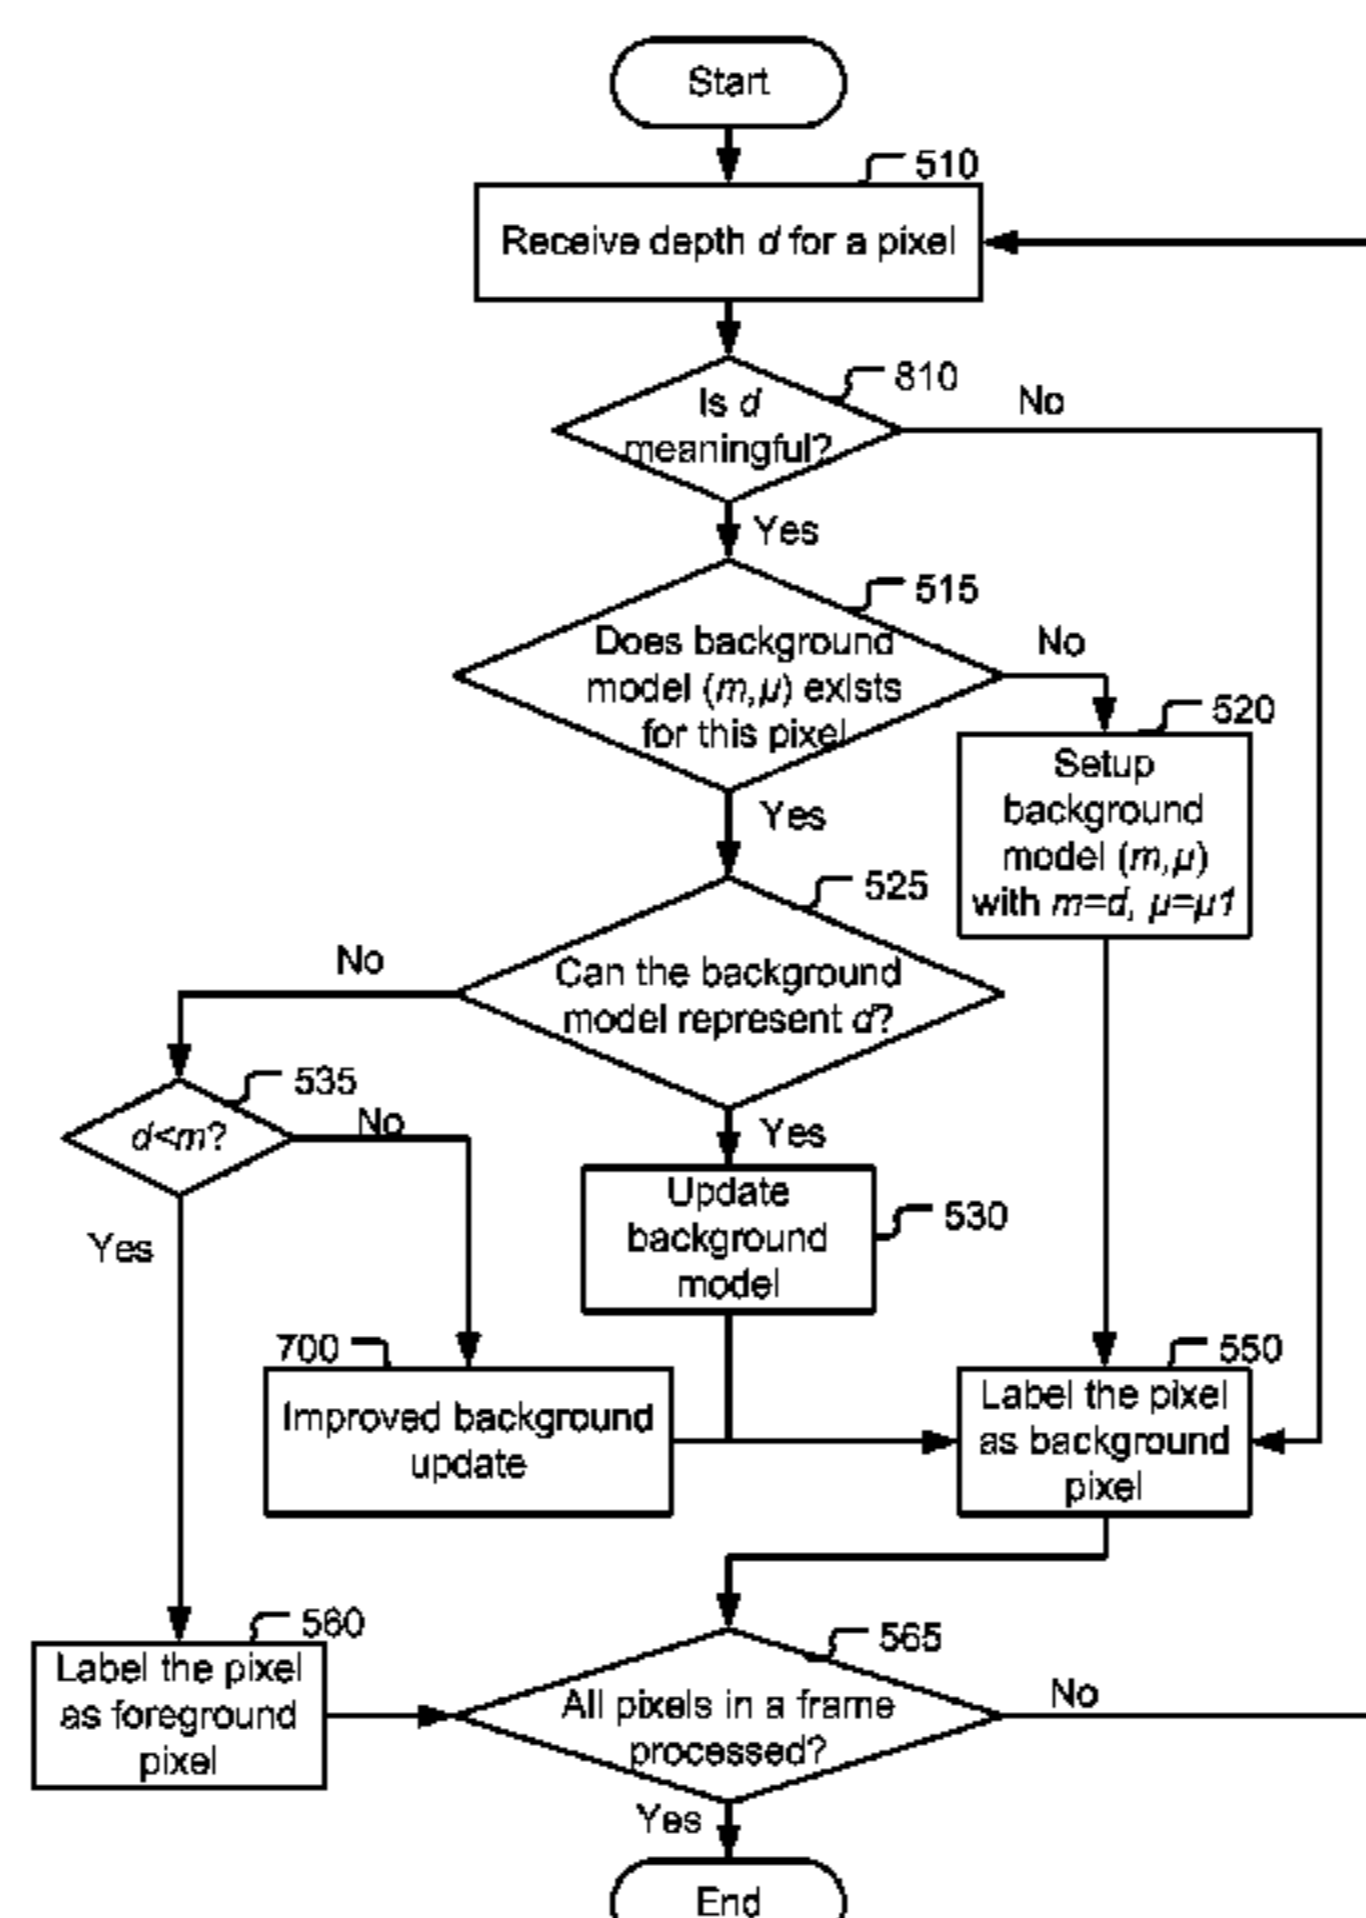 Start
510
Receive depth d for a pixel
810
Is d
meaningful?
No
Yes
515
Does background
model (m,μ) exists
for this pixel
No
520
Setup
background
model (m,μ)
with m=d, μ=μ1
Yes
525
Can the background
model represent d?
No
535
d<m?
No
Yes
Yes
Update
background
model
530
700
Improved background
update
550
Label the pixel
as background
pixel
560
Label the pixel
as foreground
pixel
565
All pixels in a frame
processed?
No
Yes
End